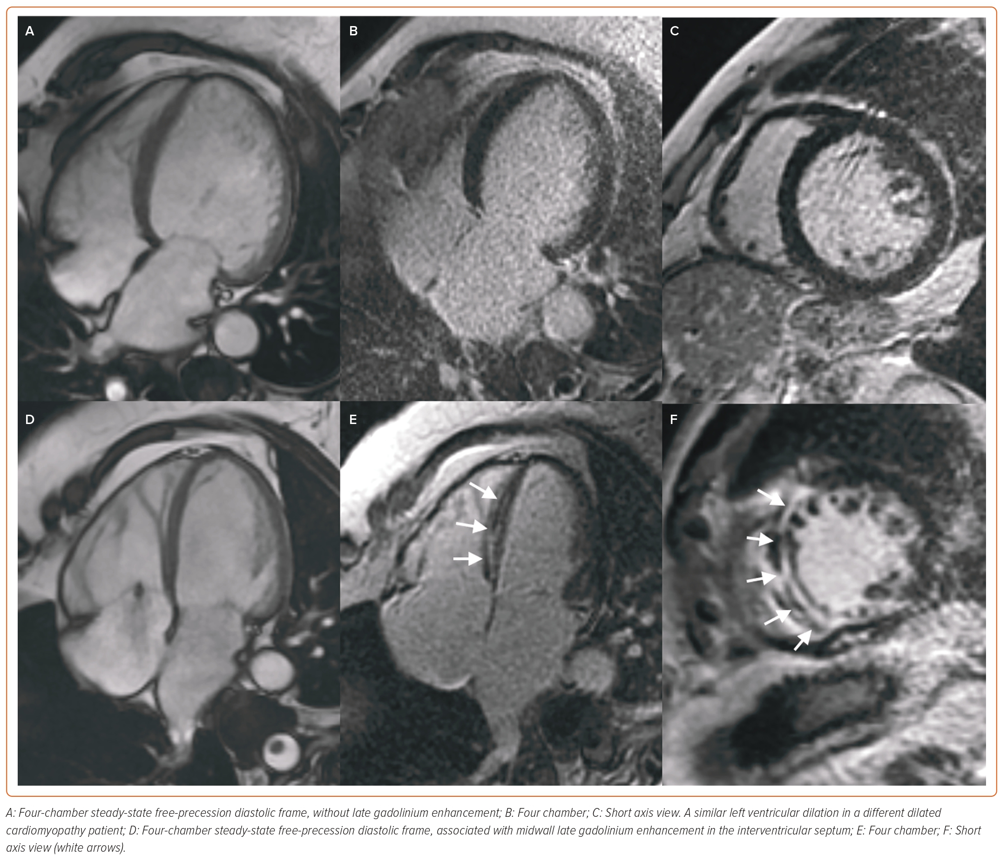 A
B
C
D
E
F
A: Four-chamber steady-state free-precession diastolic frame, without late gadolinium enhancement; B: Four chamber; C: Short axis view. A similar left ventricular dilation in a different dilated
cardiomyopathy patient; D: Four-chamber steady-state free-precession diastolic frame, associated with midwall late gadolinium enhancement in the interventricular septum; E: Four chamber; F: Short
axis view (white arrows).